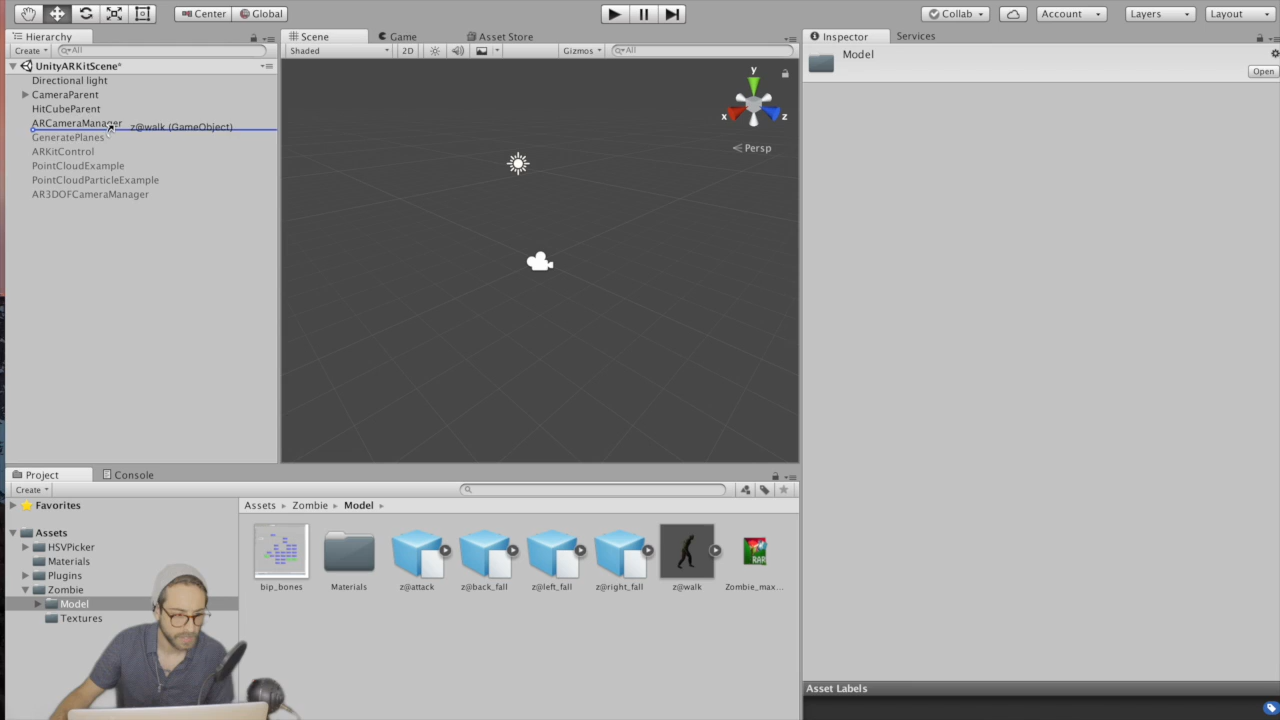 Center
Global
Collab
Account
Layers
Layout
Hierarchy
Create
All
UnityARKitScene*
Directional light
CameraParent
HitCubeParent
ARCameraManager
z@walk (GameObject)
GeneratePlanes
ARKitControl
PointCloudExample
PointCloudParticleExample
AR3DOFCameraManager
Scene
Game
Asset Store
Shaded
2D
Gizmos
All
y
x
z
Persp
Inspector
Services
Model
Open
Project
Console
Create
Favorites
Assets
HSVPicker
Materials
Plugins
Zombie
Model
Textures
Assets
Zombie
Model
bip_bones
Materials
z@attack
z@back_fall
z@left_fall
z@right_fall
z@walk
RAR
Zombie_max...
Asset Labels